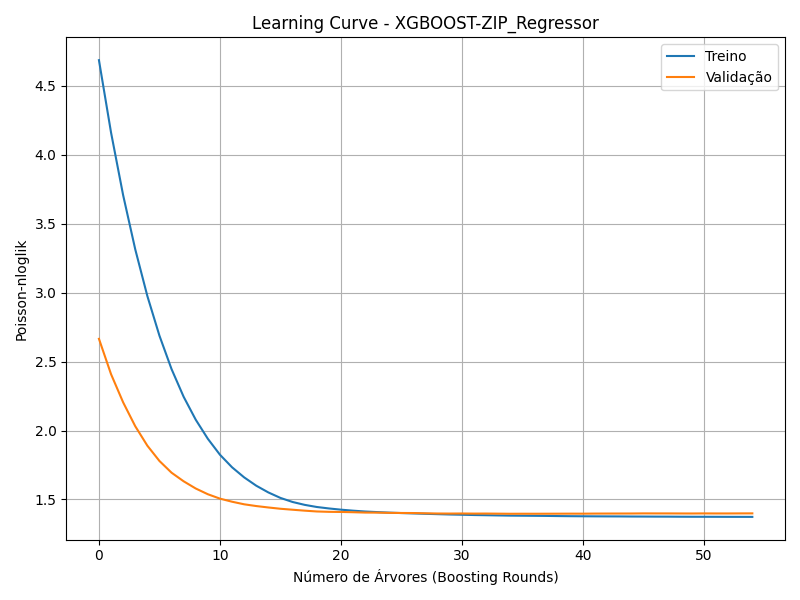 Learning Curve - XGBOOST-ZIP_Regressor
Treino
Validação
4.5
4.0
3.5
3.0
2.5
2.0
1.5
Poisson-nloglik
0 10 20 30 40 50
Número de Árvores (Boosting Rounds)